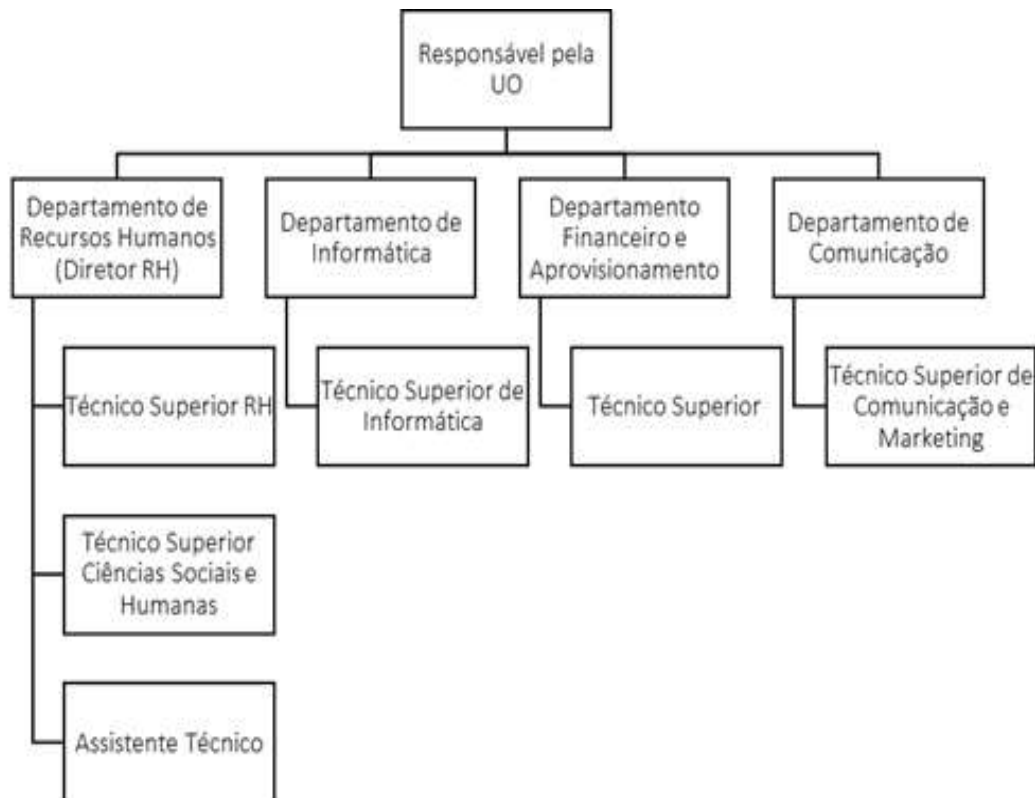 Responsável pela
UO
Departamento de
Recursos Humanos
(Diretor RH)
Departamento de
Informática
Departamento
Financeiro e
Aprovisionamento
Departamento de
Comunicação
Técnico Superior RH
Técnico Superior de
Informática
Técnico Superior
Técnico Superior de
Comunicação e
Marketing
Técnico Superior
Ciências Sociais e
Humanas
Assistente Técnico